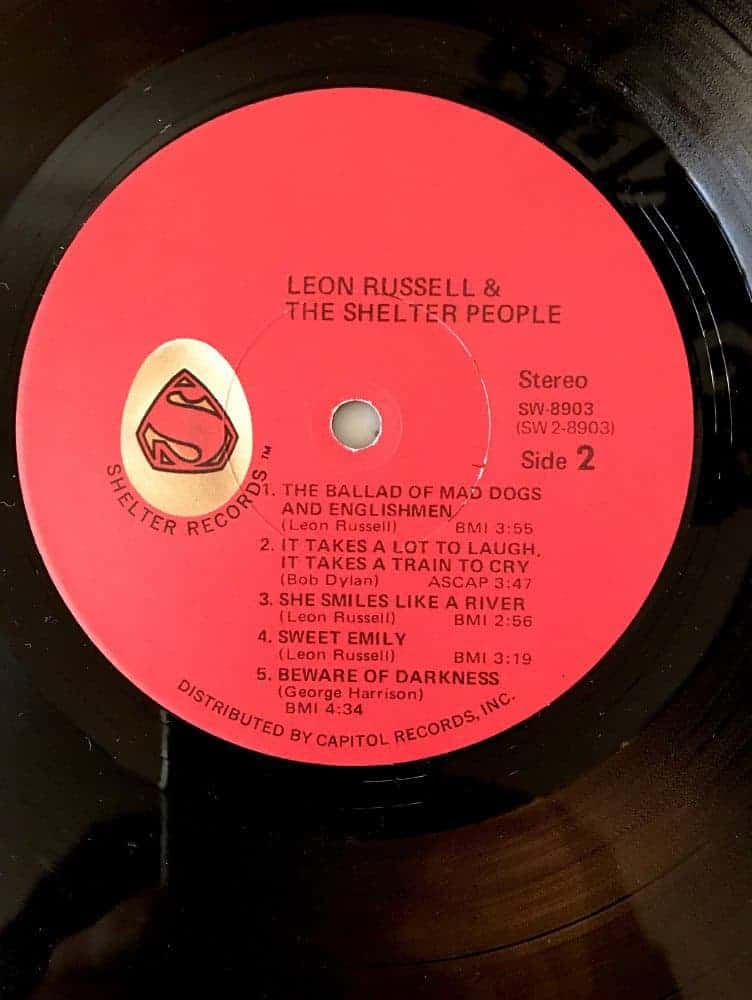 LEON RUSSELL &
THE SHELTER PEOPLE
Stereo
SW-8903
(SW 2-8903)
Side 2
S
SHELTER RECORDS™
1. THE BALLAD OF MAD DOGS
AND ENGLISHMEN
(Leon Russell) BMI 3:55
2. IT TAKES A LOT TO LAUGH,
IT TAKES A TRAIN TO CRY
(Bob Dylan) ASCAP 3:47
3. SHE SMILES LIKE A RIVER
(Leon Russell) BMI 2:56
4. SWEET EMILY
(Leon Russell) BMI 3:19
5. BEWARE OF DARKNESS
(George Harrison)
BMI 4:34
DISTRIBUTED BY CAPITOL RECORDS, INC.